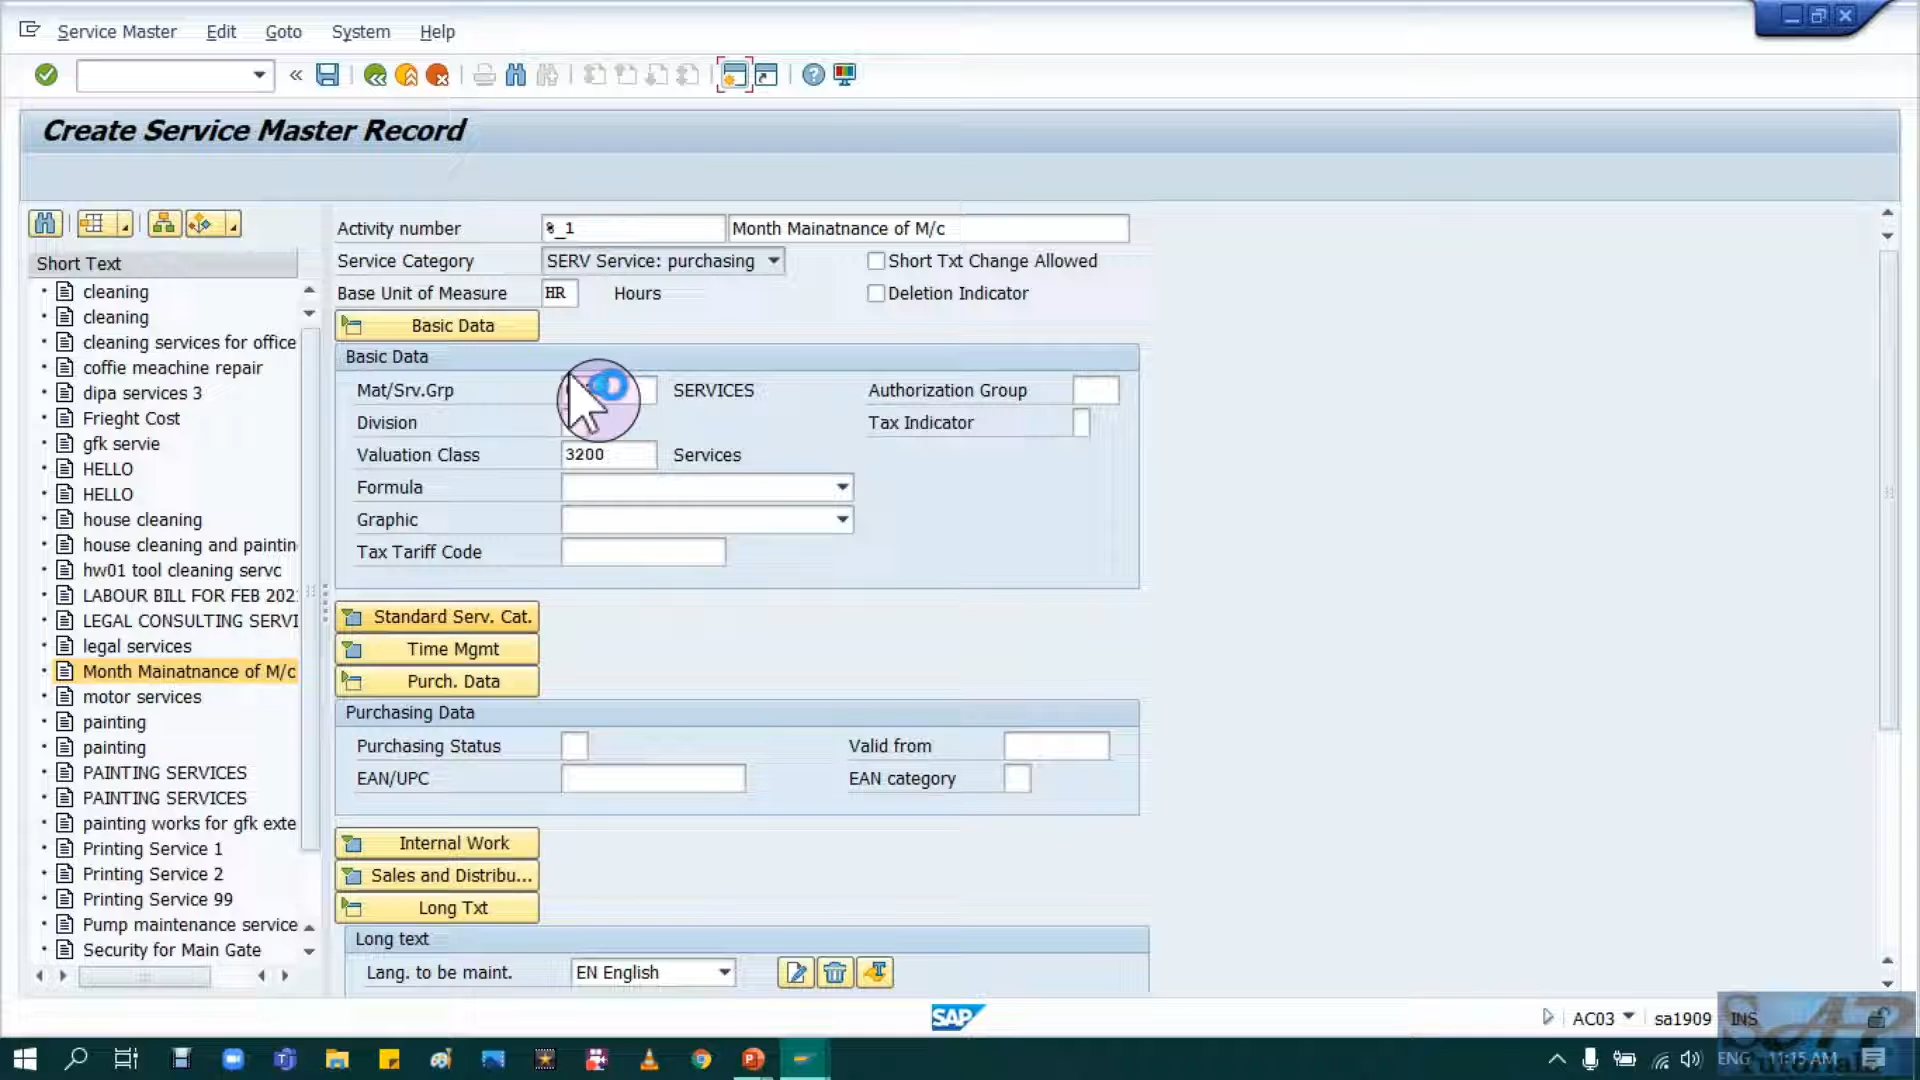 Service Master Edit Goto System Help
Create Service Master Record
Activity number %_1 Month Mainatnance of M/c
Service Category SERV Service: purchasing Short Txt Change Allowed
Base Unit of Measure HR Hours Deletion Indicator
Basic Data
Basic Data
Mat/Srv.Grp SERVICES Authorization Group
Division Tax Indicator
Valuation Class 3200 Services
Formula
Graphic
Tax Tariff Code
Standard Serv. Cat.
Time Mgmt
Purch. Data
Purchasing Data
Purchasing Status Valid from
EAN/UPC EAN category
Internal Work
Sales and Distribu...
Long Txt
Long text
Lang. to be maint. EN English
Short Text
cleaning
cleaning
cleaning services for office
coffie meachine repair
dipa services 3
Frieght Cost
gfk servie
HELLO
HELLO
house cleaning
house cleaning and paintin
hw01 tool cleaning servc
LABOUR BILL FOR FEB 202
LEGAL CONSULTING SERVI
legal services
Month Mainatnance of M/c
motor services
painting
painting
PAINTING SERVICES
PAINTING SERVICES
painting works for gfk exte
Printing Service 1
Printing Service 2
Printing Service 99
Pump maintenance service
Security for Main Gate
SAP
AC03 sa1909 INS
ENG 11:15 AM
Tutorials